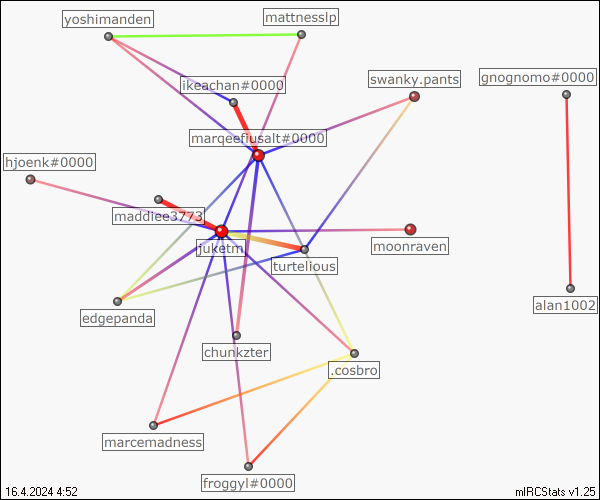 yoshimanden
mattnesslp
ikeachan#0000
swanky.pants
gnognomo#0000
marqeefiusalt#0000
hjoenk#0000
maddiee3773
juketm
moonraven
turtelious
edgepanda
alan1002
chunkzter
.cosbro
marcemadness
froggyl#0000
16.4.2024 4:52
mIRCStats v1.25